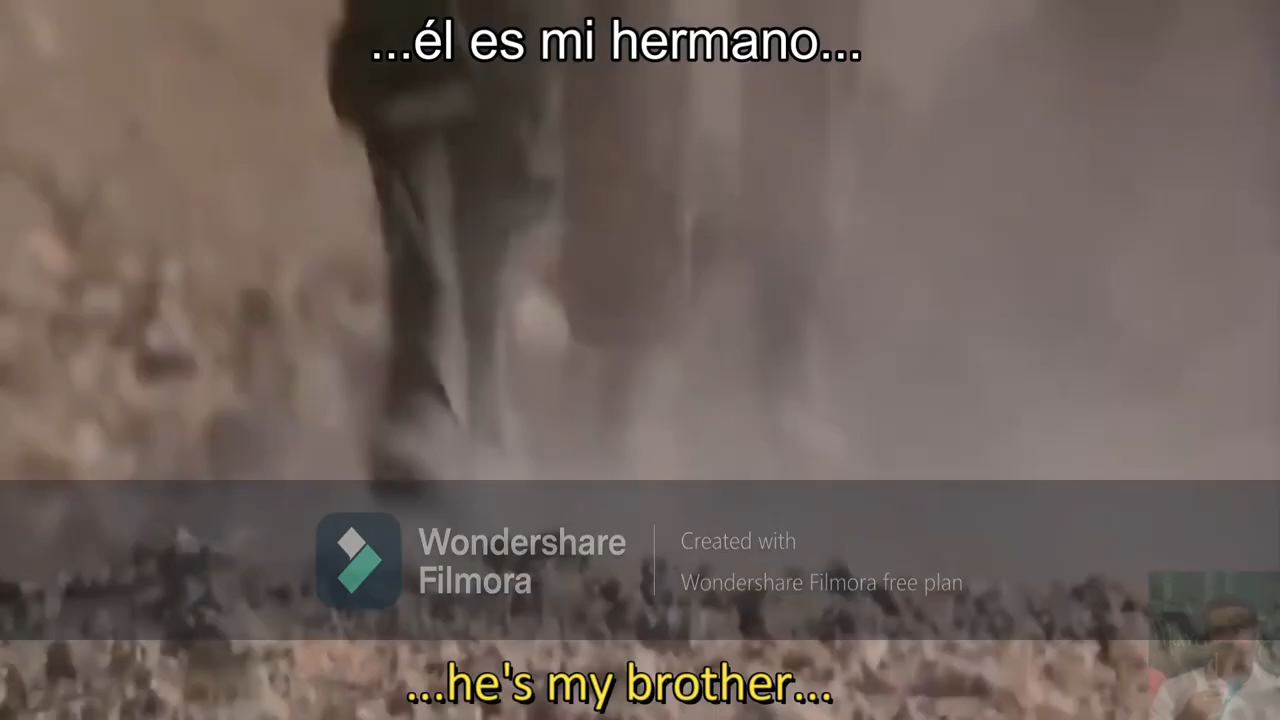 ...él es mi hermano...
Wondershare
Filmora
Created with
Wondershare Filmora free plan
...he's my brother...